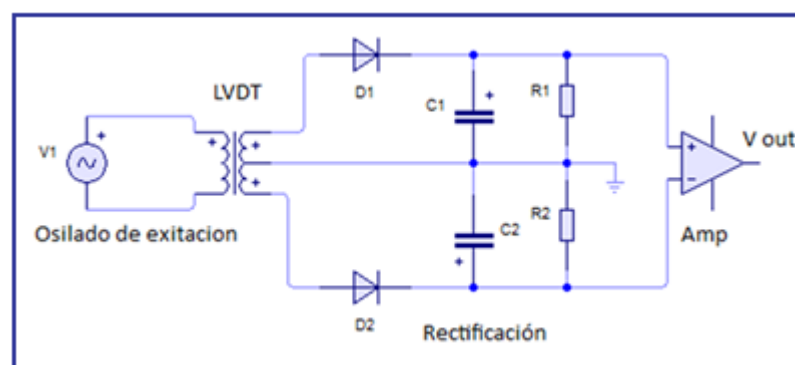 LVDT
D1
C1
+
R1
V1
+
+
+
+
+
-
V out
Osilado de exitacion
C2
+
R2
Amp
D2
Rectificación